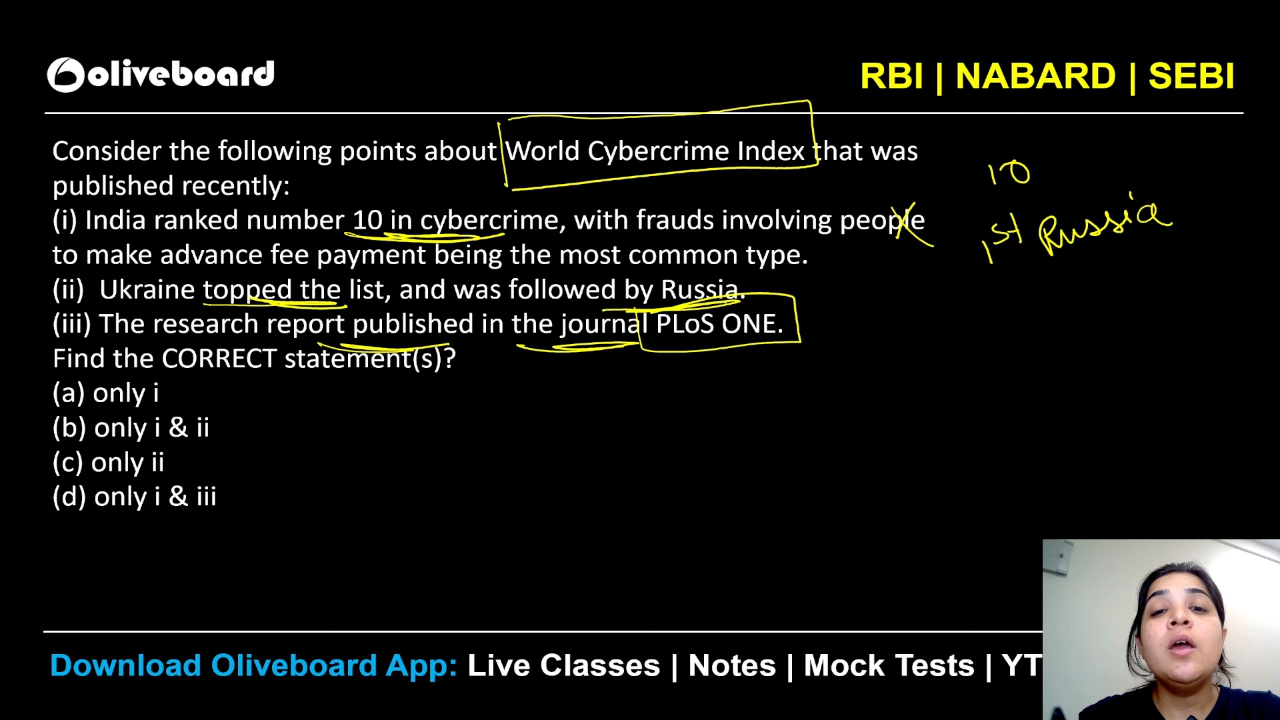 oliveboard
RBI | NABARD | SEBI
Consider the following points about World Cybercrime Index that was
published recently:
(i) India ranked number 10 in cybercrime, with frauds involving people
to make advance fee payment being the most common type.
(ii) Ukraine topped the list, and was followed by Russia.
(iii) The research report published in the journal PLoS ONE.
Find the CORRECT statement(s)?
(a) only i
(b) only i & ii
(c) only ii
(d) only i & iii
10
1st Russia
Download Oliveboard App: Live Classes | Notes | Mock Tests | YT